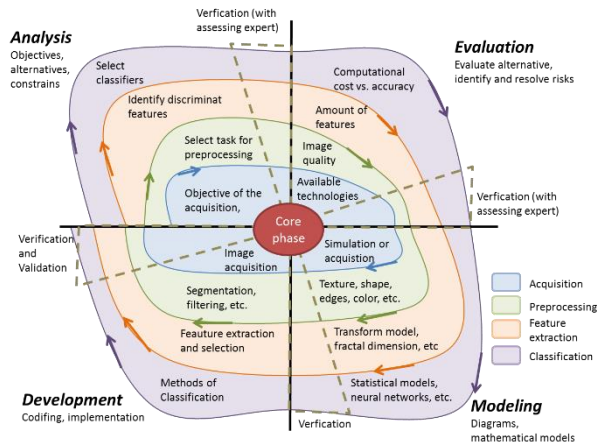 Analysis
Objectives,
alternatives,
constrains
Verfication (with
assessing expert)
Evaluation
Evaluate alternative,
identify and resolve risks
Select
classifiers
Computational
cost vs. accuracy
Identify discriminat
features
Amount of
features
Select task for
preprocessing
Image
quality
Objective of the
acquisition,
Available
technologies
Verfication (with
assessing expert)
Core
phase
Verification
and
Validation
Image
acquisition
Simulation or
acquistion
Segmentation,
filtering, etc.
Texture, shape,
edges, color, etc.
Feauture extraction
and selection
Transform model,
fractal dimension, etc
Methods of
Classification
Statistical models,
neural networks, etc.
Acquisition
Preprocessing
Feature
extraction
Classification
Development
Codifing, implementation
Verfication
Modeling
Diagrams,
mathematical models